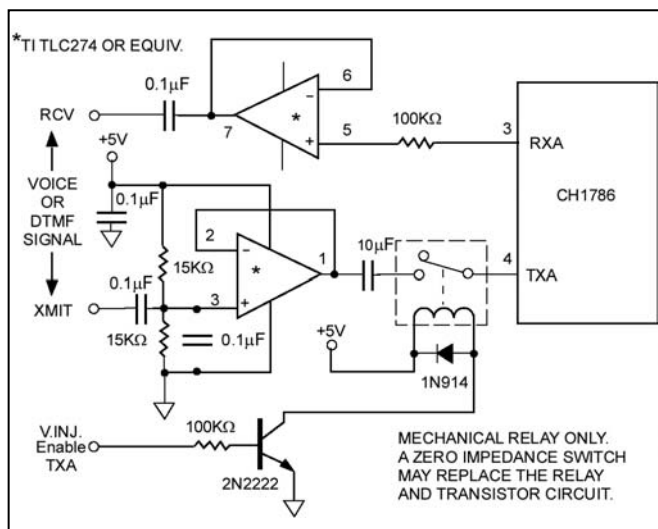 *TI TLC274 OR EQUIV.
0.1µF
6
RCV
7
*
−
+
5
100KΩ
3
RXA
+5V
VOICE
OR
DTMF
SIGNAL
0.1µF
CH1786
15KΩ
2
−
*
1
10µF
4
TXA
0.1µF
3
+
XMIT
15KΩ
0.1µF
+5V
1N914
100KΩ
V.INJ.
Enable
TXA
2N2222
MECHANICAL RELAY ONLY.
A ZERO IMPEDANCE SWITCH
MAY REPLACE THE RELAY
AND TRANSISTOR CIRCUIT.